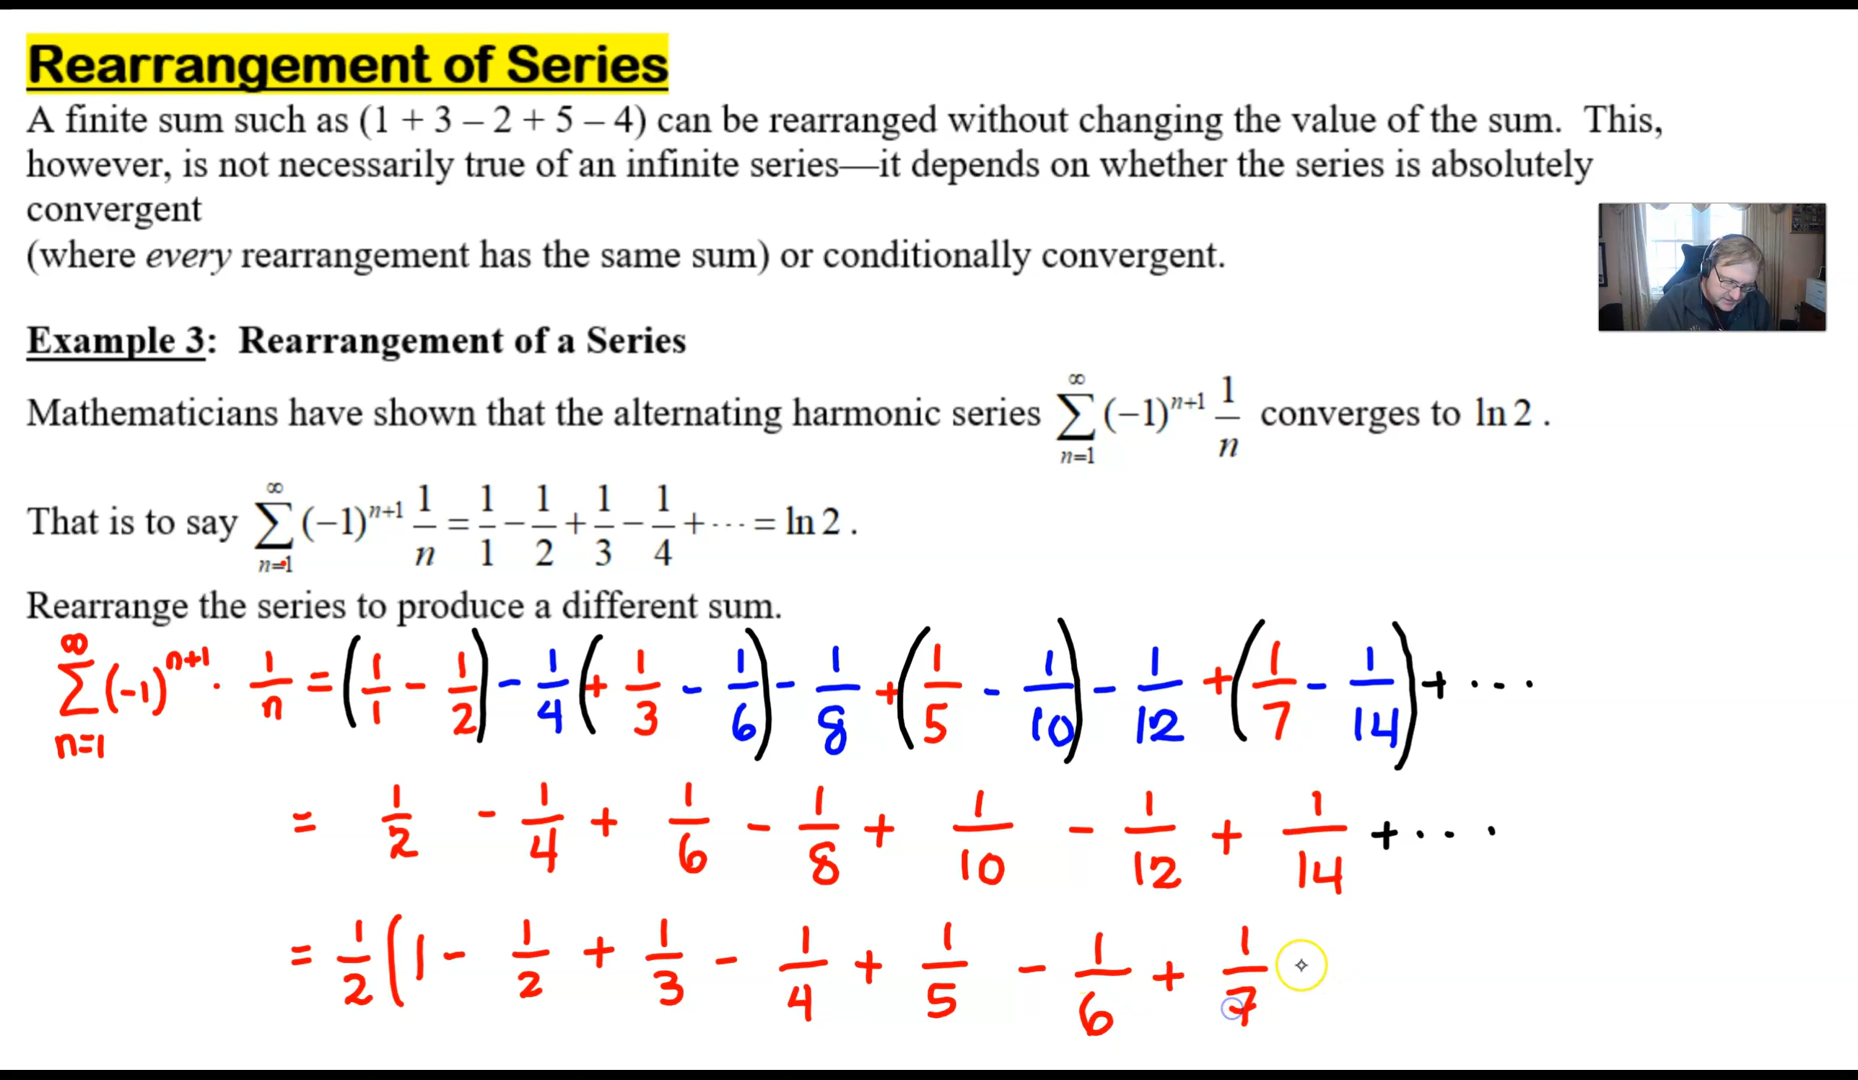 Rearrangement of Series
A finite sum such as (1 + 3 – 2 + 5 – 4) can be rearranged without changing the value of the sum.  This,
however, is not necessarily true of an infinite series—it depends on whether the series is absolutely
convergent
(where every rearrangement has the same sum) or conditionally convergent.
Example 3:  Rearrangement of a Series
Mathematicians have shown that the alternating harmonic series ∑_{n=1}^{∞} (−1)^{n+1} 1/n converges to ln 2 .
That is to say ∑_{n=1}^{∞} (−1)^{n+1} 1/n = 1/1 − 1/2 + 1/3 − 1/4 + ⋯ = ln 2 .
Rearrange the series to produce a different sum.
∑_{n=1}^{∞} (-1)^{n+1} · 1/n = (1/1 - 1/2) - 1/4 (+ 1/3 - 1/6) - 1/8 + (1/5 - 1/10) - 1/12 + (1/7 - 1/14) + ...
= 1/2 - 1/4 + 1/6 - 1/8 + 1/10 - 1/12 + 1/14 + ...
= 1/2 (1 - 1/2 + 1/3 - 1/4 + 1/5 - 1/6 + 1/7